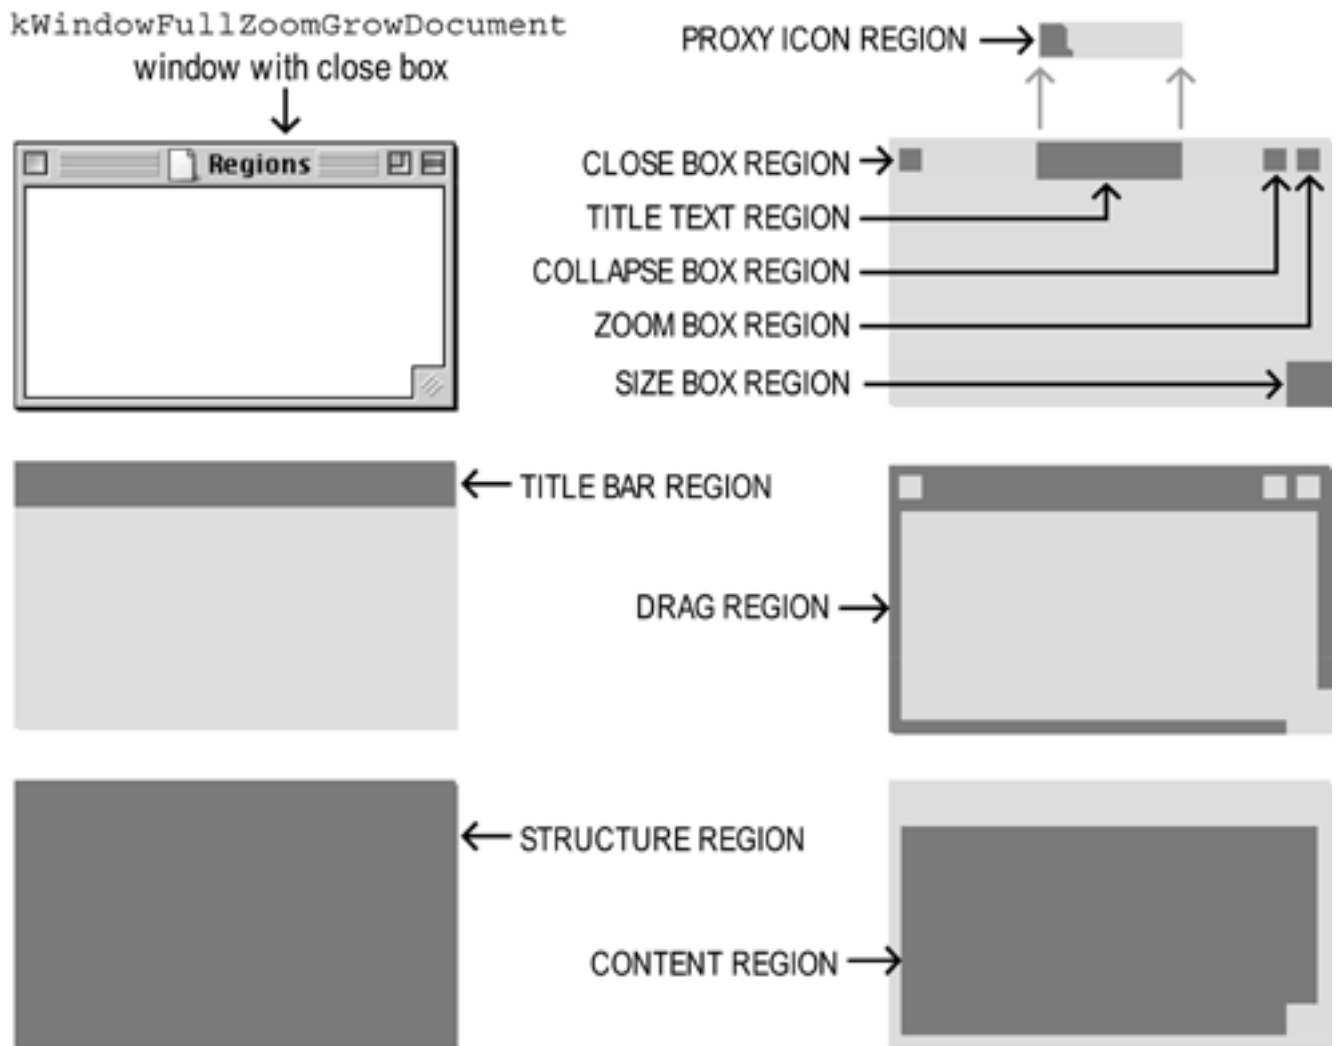 kWindowFullZoomGrowDocument
window with close box
Regions
PROXY ICON REGION
CLOSE BOX REGION
TITLE TEXT REGION
COLLAPSE BOX REGION
ZOOM BOX REGION
SIZE BOX REGION
TITLE BAR REGION
DRAG REGION
STRUCTURE REGION
CONTENT REGION